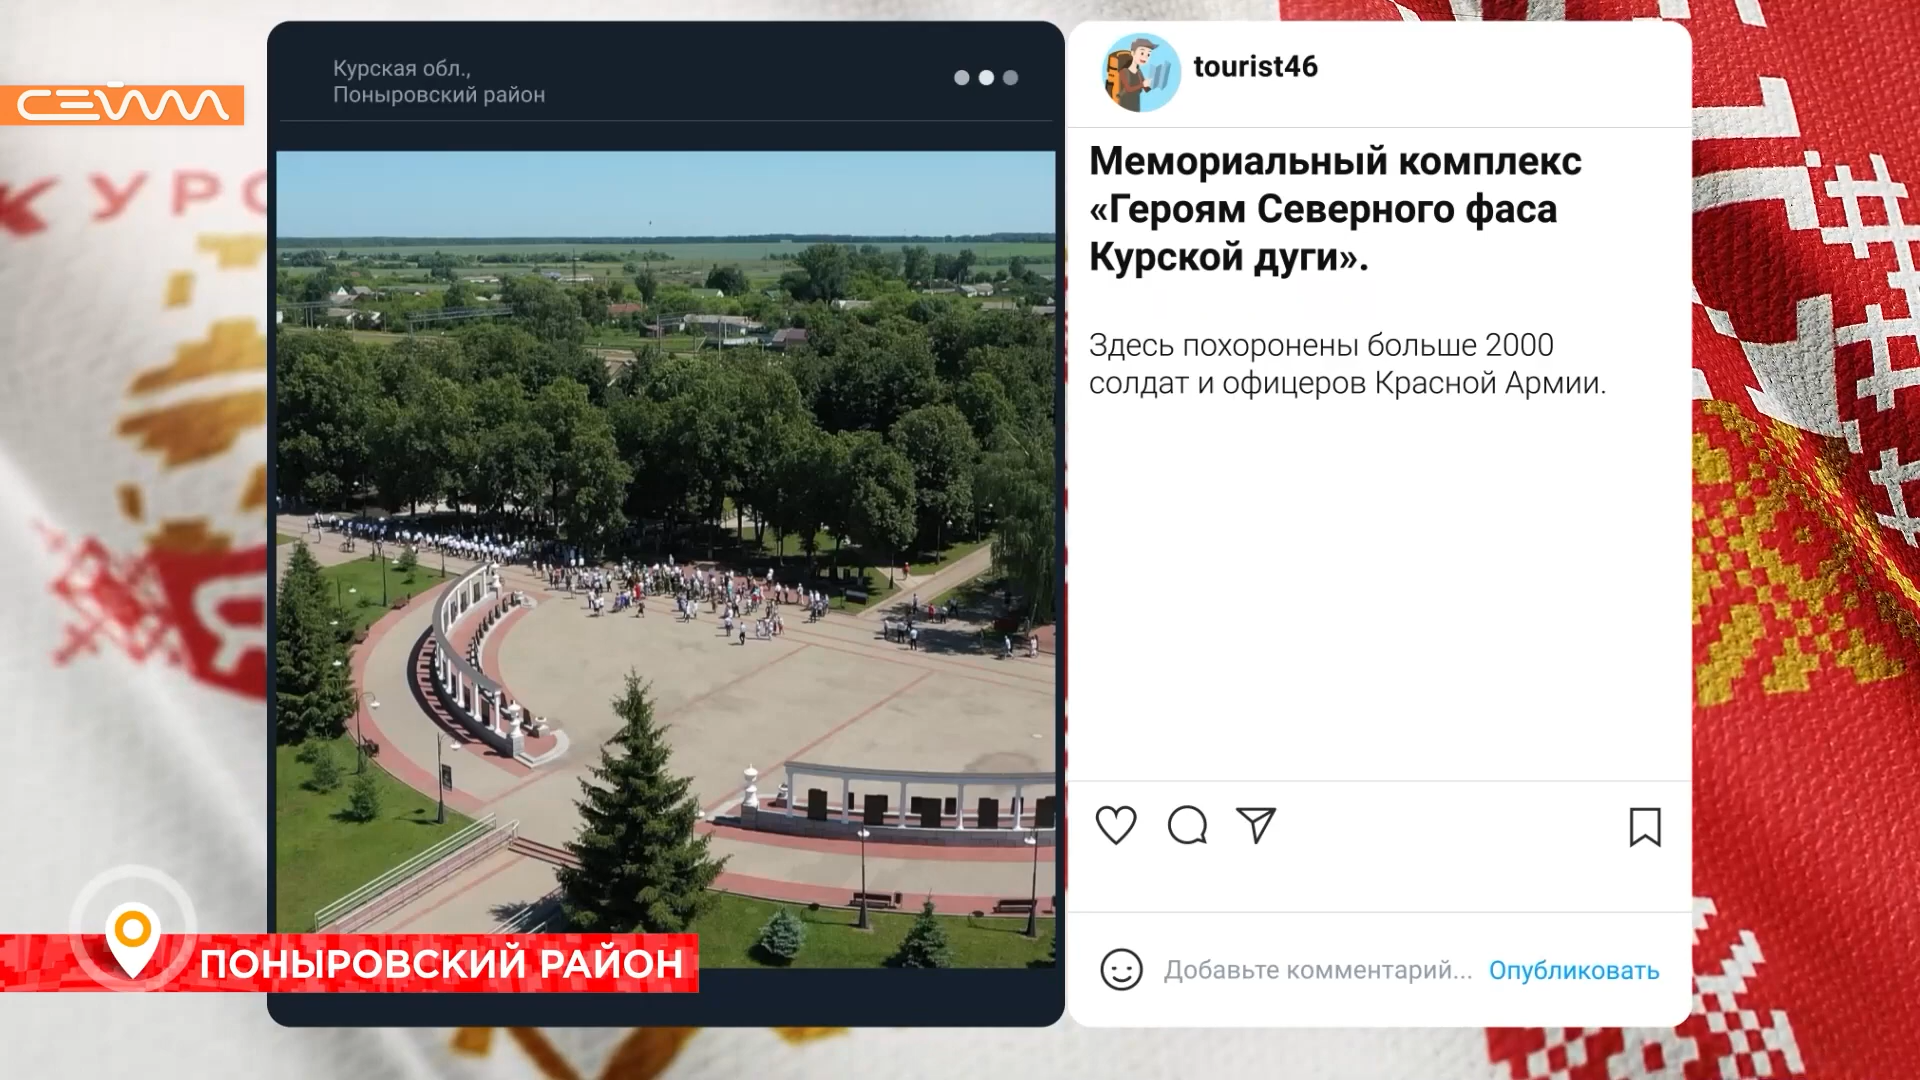 СЕЙМ
КУРС
Курская обл.,
Поныровский район
tourist46
Мемориальный комплекс
«Героям Северного фаса
Курской дуги».
Здесь похоронены больше 2000
солдат и офицеров Красной Армии.
Добавьте комментарий... Опубликовать
ПОНЫРОВСКИЙ РАЙОН